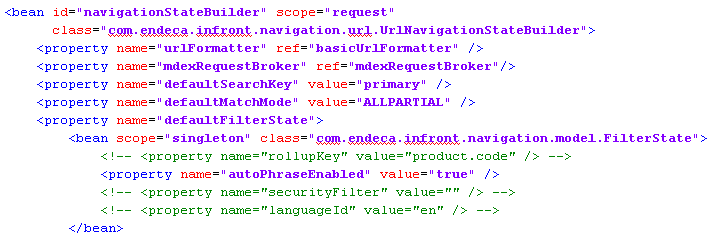 <bean id="navigationStateBuilder" scope="request"
class="com.endeca.infront.navigation.url.UrlNavigationStateBuilder">
<property name="urlFormatter" ref="basicUrlFormatter" />
<property name="mdexRequestBroker" ref="mdexRequestBroker"/>
<property name="defaultSearchKey" value="primary" />
<property name="defaultMatchMode" value="ALLPARTIAL" />
<property name="defaultFilterState">
<bean scope="singleton" class="com.endeca.infront.navigation.model.FilterState">
<!-- <property name="rollupKey" value="product.code" /> -->
<property name="autoPhraseEnabled" value="true" />
<!-- <property name="securityFilter" value="" /> -->
<!-- <property name="languageId" value="en" /> -->
</bean>